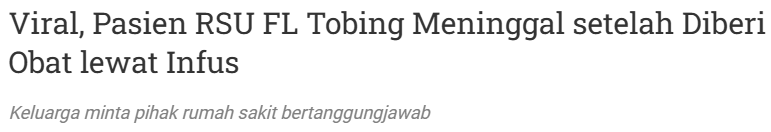 Viral, Pasien RSU FL Tobing Meninggal setelah Diberi
Obat lewat Infus
Keluarga minta pihak rumah sakit bertanggungjawab